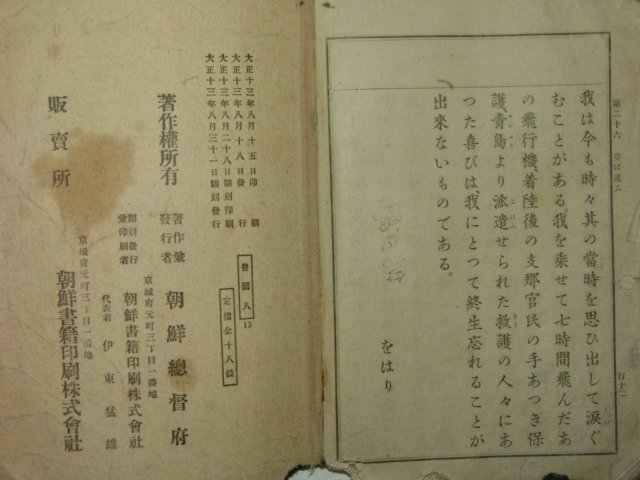 第二十六
百十二
我は今も時々其の當時を思ひ出して淚ぐ
むことがある我を乘せて七時間飛んだあ
の飛行機、着陸後の支那官民の手あつき保
護、靑島より派遣せられた救護の人々にあ
つた喜びは、我にとつて終生忘れることが
出來ないものである。
をはり
大正十三年八月十五日印刷
大正十三年八月十八日發行
大正十三年八月二十八日飜刻印刷
大正十三年八月三十一日飜刻發行
普國八
13
定價金十八錢
著作權所有
著作兼
發行者
朝鮮總督府
京城府元町三丁目一番地
飜刻發行
兼印刷者
朝鮮書籍印刷株式會社
代表者 伊東猛雄
京城府元町三丁目一番地
販賣所
朝鮮書籍印刷株式會社